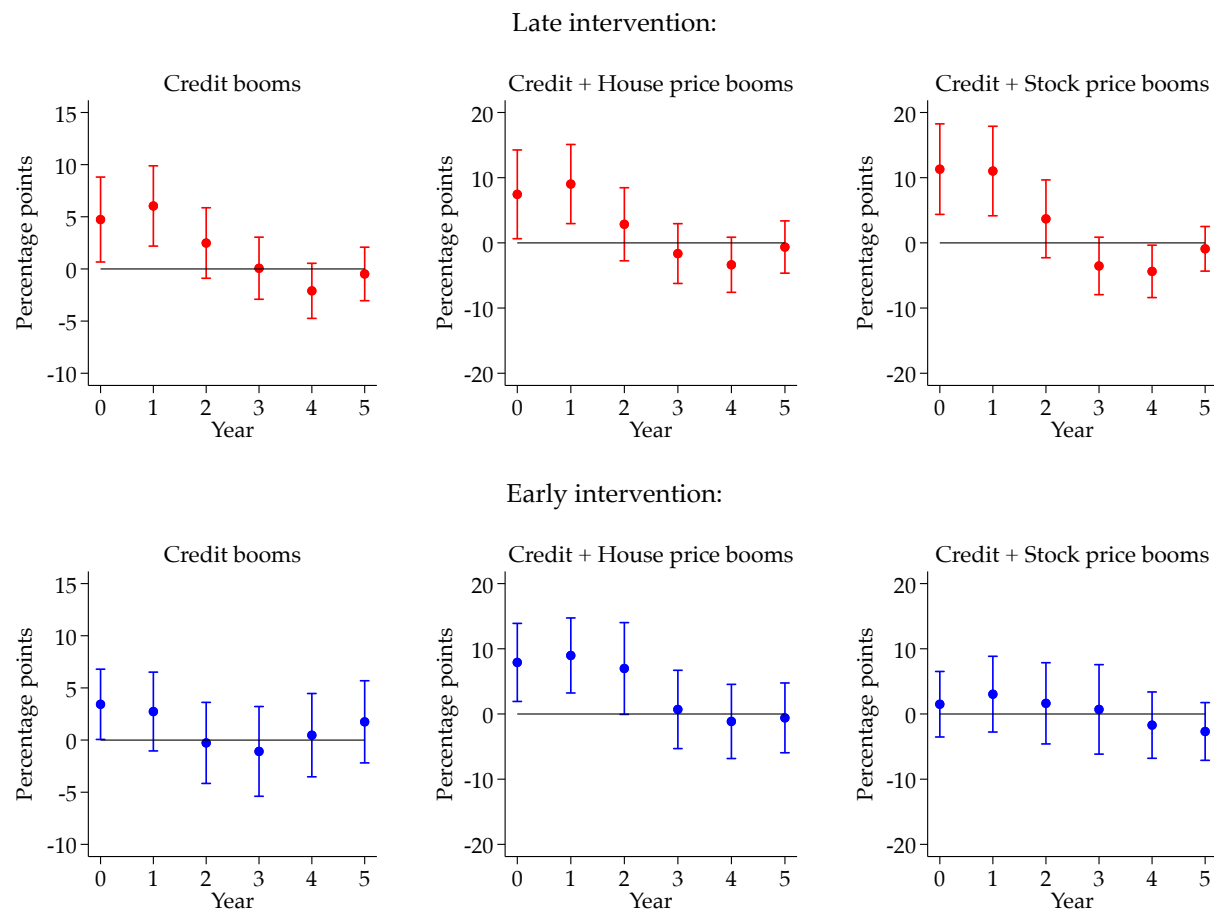 Late intervention:
Credit booms
Percentage points
15
10
5
0
-5
-10
0 1 2 3 4 5
Year
Credit + House price booms
Percentage points
20
10
0
-10
-20
0 1 2 3 4 5
Year
Credit + Stock price booms
Percentage points
20
10
0
-10
-20
0 1 2 3 4 5
Year
Early intervention:
Credit booms
Percentage points
15
10
5
0
-5
-10
0 1 2 3 4 5
Year
Credit + House price booms
Percentage points
20
10
0
-10
-20
0 1 2 3 4 5
Year
Credit + Stock price booms
Percentage points
20
10
0
-10
-20
0 1 2 3 4 5
Year